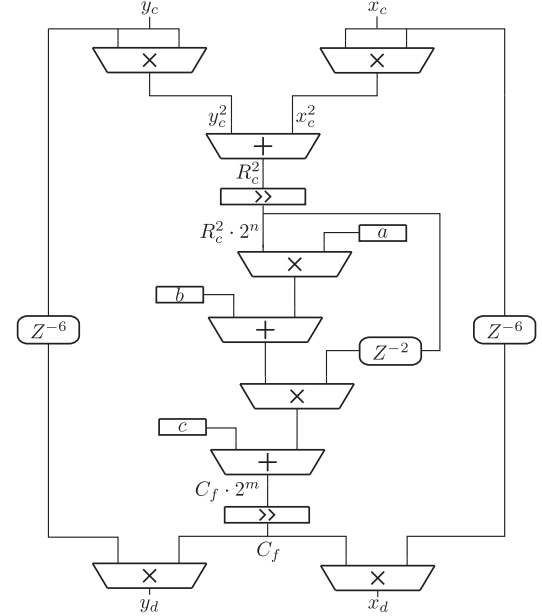 y_c x_c
× ×
y_c^2 x_c^2
+
R_c^2
>>
R_c^2 · 2^n
a
×
b
+
Z^{-6} Z^{-2} Z^{-6}
×
c
+
C_f · 2^m
>>
C_f
× ×
y_d x_d